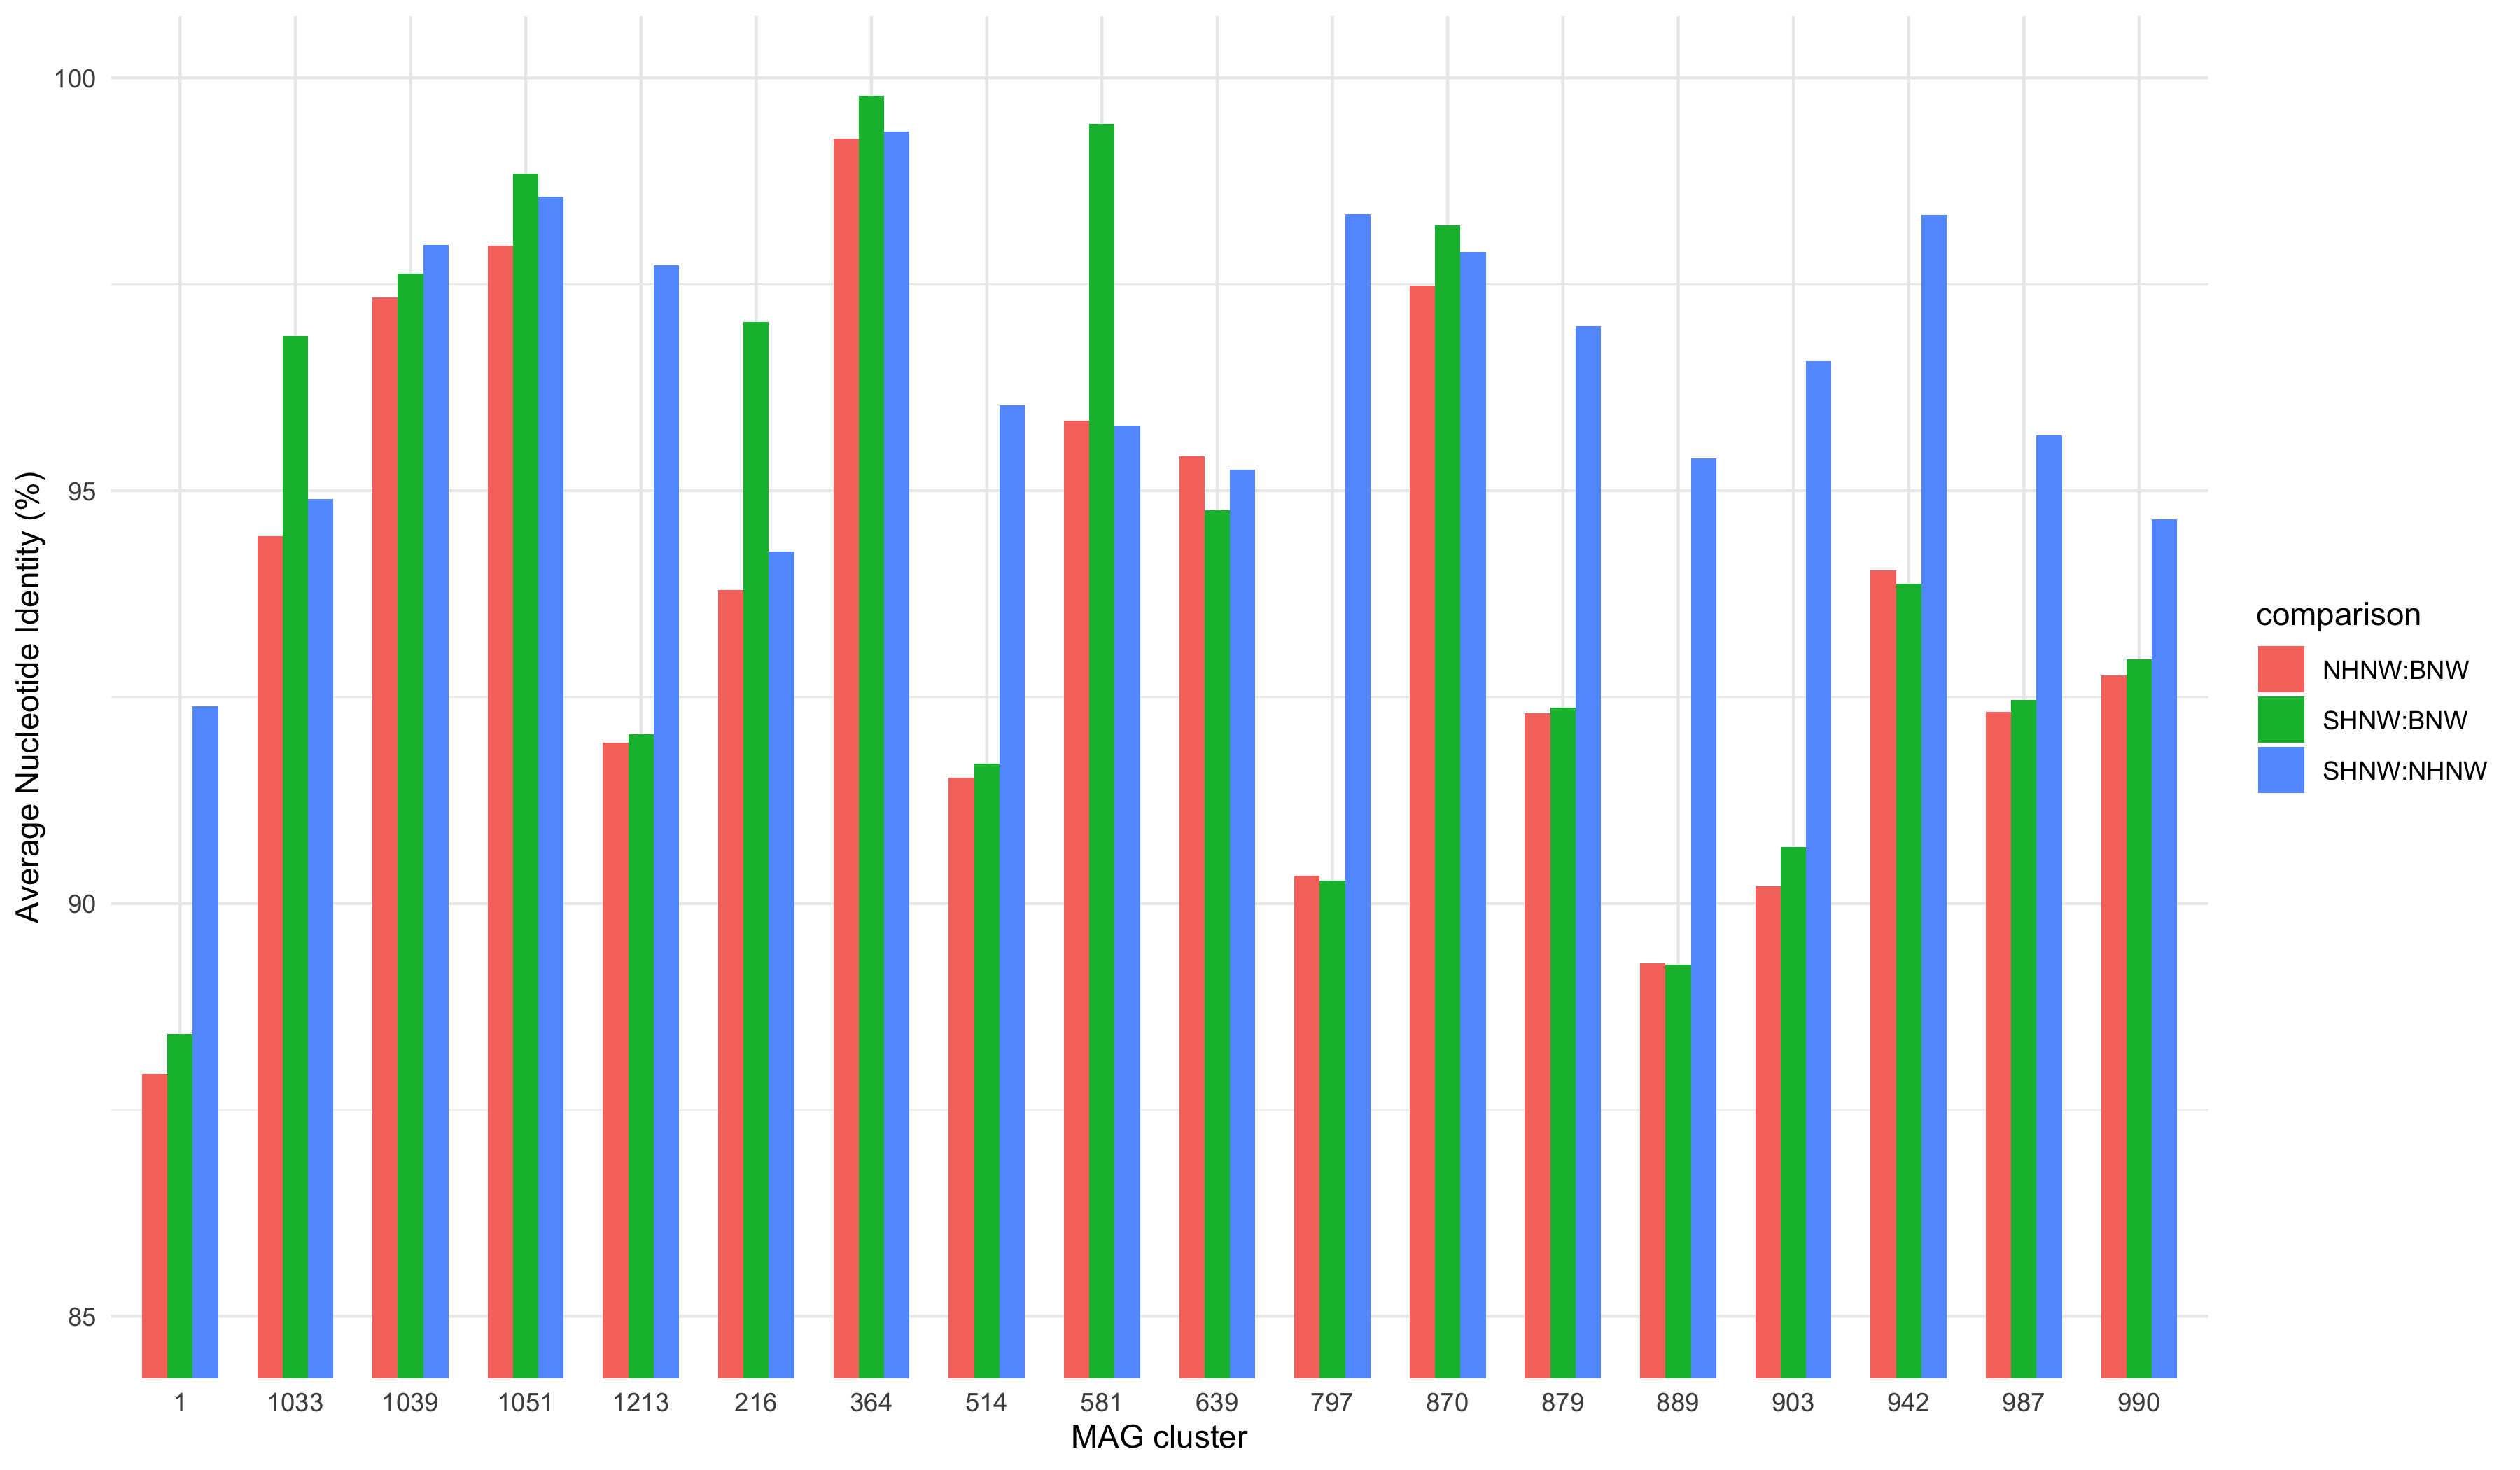 Average Nucleotide Identity (%)
100
95
90
85
1 1033 1039 1051 1213 216 364 514 581 639 797 870 879 889 903 942 987 990
MAG cluster
comparison
NHNW:BNW
SHNW:BNW
SHNW:NHNW